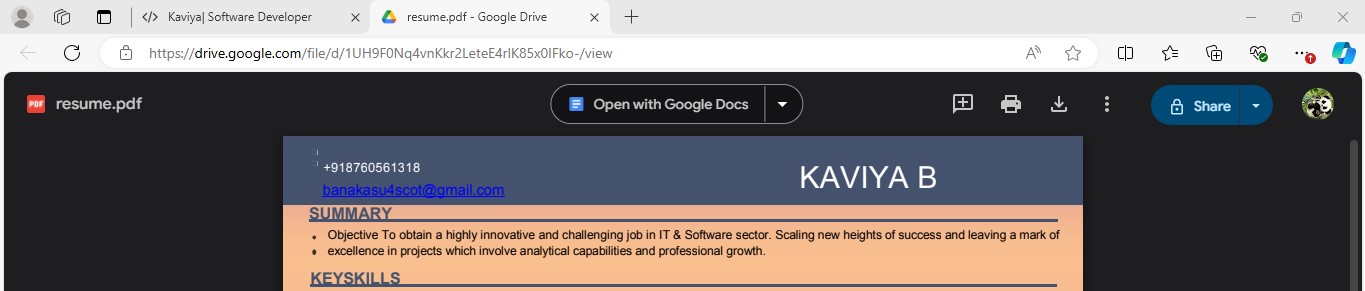 Kaviya| Software Developer
resume.pdf - Google Drive
https://drive.google.com/file/d/1UH9F0Nq4vnKkr2LeteE4rlK85x0IFko-/view
PDF resume.pdf
Open with Google Docs
Share
+918760561318
KAVIYA B
banakasu4scot@gmail.com
SUMMARY
• Objective To obtain a highly innovative and challenging job in IT & Software sector. Scaling new heights of success and leaving a mark of
• excellence in projects which involve analytical capabilities and professional growth.
KEYSKILLS